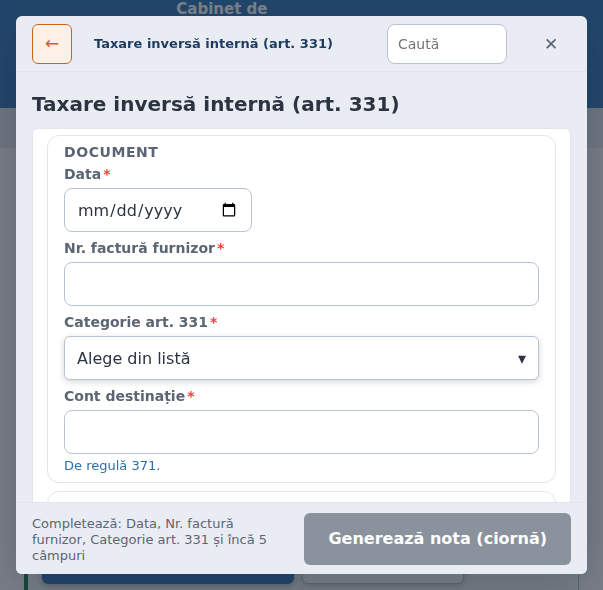 Cabinet de
←
Taxare inversă internă (art. 331)
Caută
✕
Taxare inversă internă (art. 331)
DOCUMENT
Data*
mm/dd/yyyy
Nr. factură furnizor*
Categorie art. 331*
Alege din listă
▼
Cont destinație*
De regulă 371.
Completează: Data, Nr. factură
furnizor, Categorie art. 331 și încă 5
câmpuri
Generează nota (ciornă)